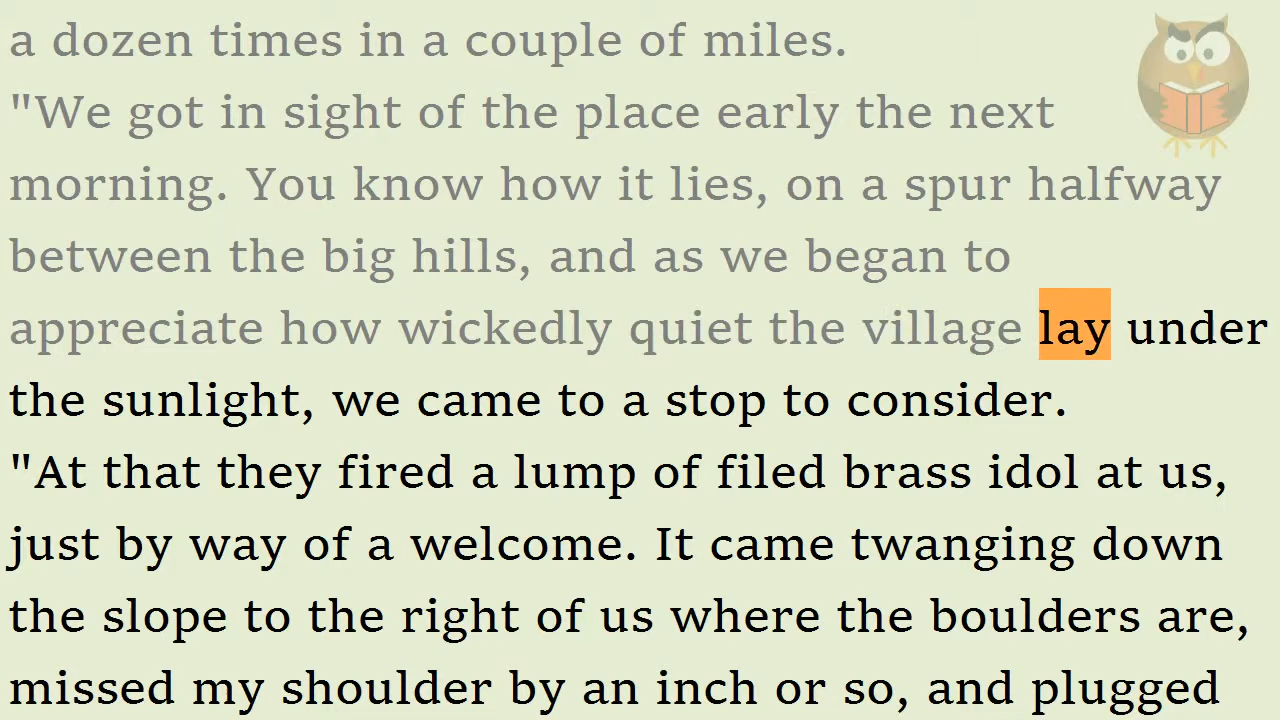 a dozen times in a couple of miles.
"We got in sight of the place early the next
morning. You know how it lies, on a spur halfway
between the big hills, and as we began to
appreciate how wickedly quiet the village lay under
the sunlight, we came to a stop to consider.
"At that they fired a lump of filed brass idol at us,
just by way of a welcome. It came twanging down
the slope to the right of us where the boulders are,
missed my shoulder by an inch or so, and plugged